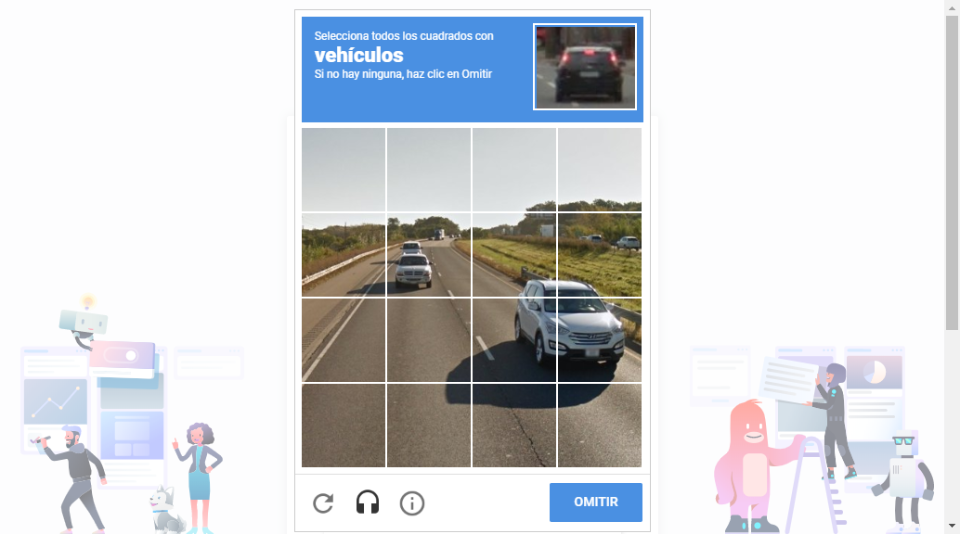 Selecciona todos los cuadrados con
vehículos
Si no hay ninguna, haz clic en Omitir
OMITIR